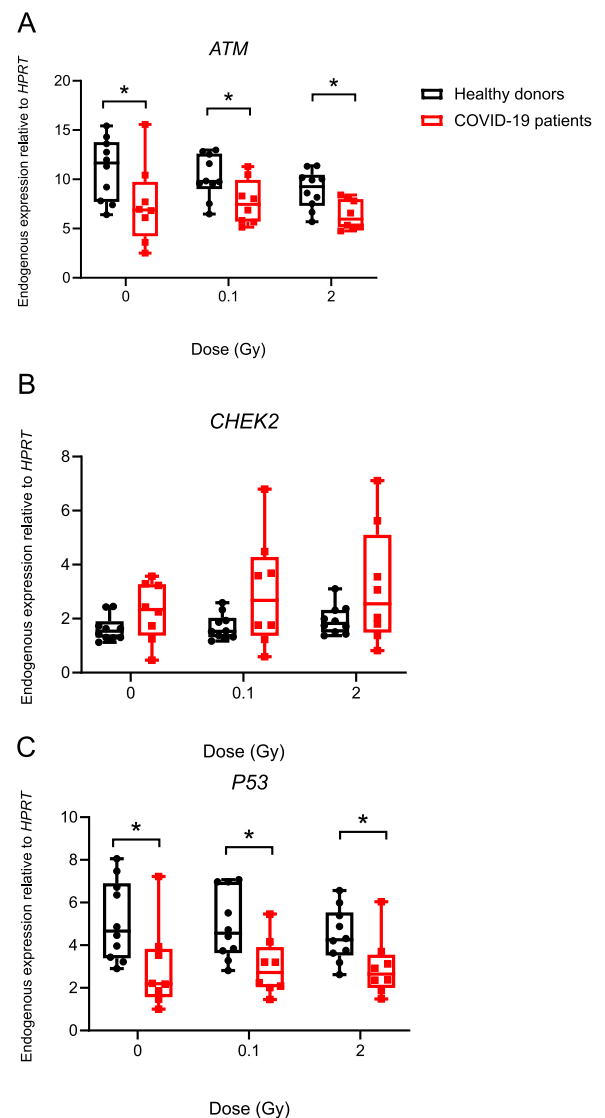 A
ATM
Endogenous expression relative to HPRT
20
15
10
5
0
*
*
*
Healthy donors
COVID-19 patients
0
0.1
2
Dose (Gy)
B
CHEK2
Endogenous expression relative to HPRT
8
6
4
2
0
0
0.1
2
Dose (Gy)
C
P53
Endogenous expression relative to HPRT
10
8
6
4
2
0
*
*
*
0
0.1
2
Dose (Gy)